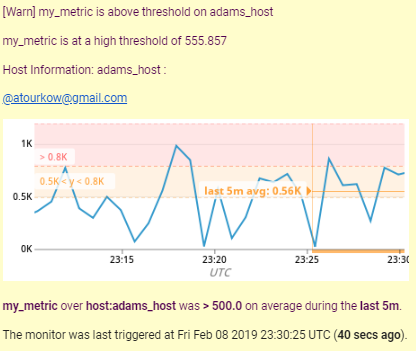 [Warn] my_metric is above threshold on adams_host
my_metric is at a high threshold of 555.857
Host Information: adams_host :
@atourkow@gmail.com
1K
> 0.8K
0.5K < y < 0.8K
0.5K
last 5m avg: 0.56K
0K
23:15 23:20 23:25 23:30
UTC
my_metric over host:adams_host was > 500.0 on average during the last 5m.
The monitor was last triggered at Fri Feb 08 2019 23:30:25 UTC (40 secs ago).